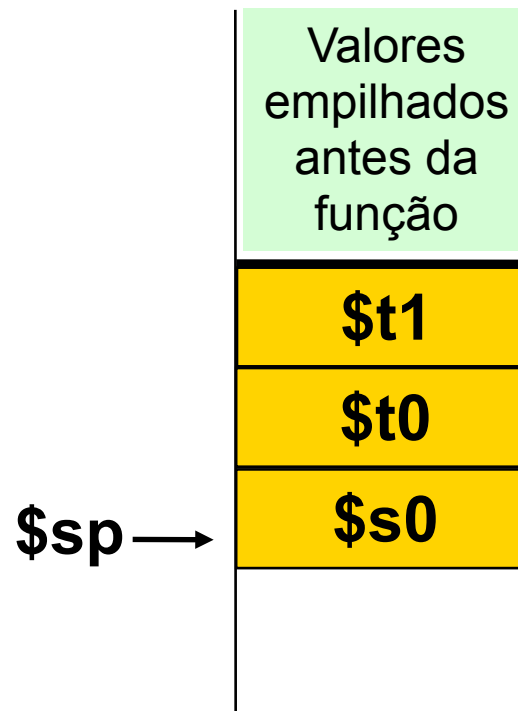 Valores
empilhados
antes da
função
$t1
$t0
$s0
$sp